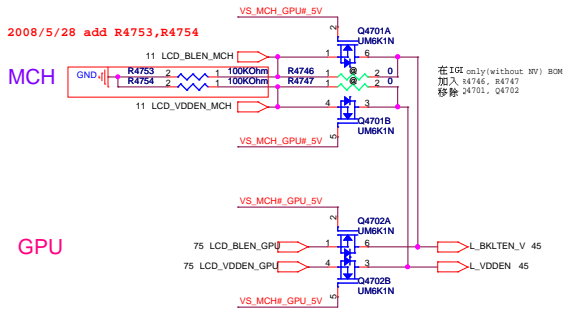 VS_MCH_GPU#_5V
2008/5/28 add R4753,R4754
2
Q4701A
UM6K1N
11 LCD_BLEN_MCH
1
6
MCH
GND
R4753 2 1 100KOhm R4746 1 @ 2 0
R4754 2 1 100KOhm R4747 1 @ 2 0
在IGI only(without NV) BOM
加入 R4746, R4747
移除 Q4701, Q4702
11 LCD_VDDEN_MCH
4
3
Q4701B
UM6K1N
5
VS_MCH_GPU#_5V
VS_MCH#_GPU_5V
2
Q4702A
UM6K1N
GPU
75 LCD_BLEN_GPU
1
6
L_BKLTEN_V 45
75 LCD_VDDEN_GPU
4
3
L_VDDEN 45
Q4702B
UM6K1N
5
VS_MCH#_GPU_5V